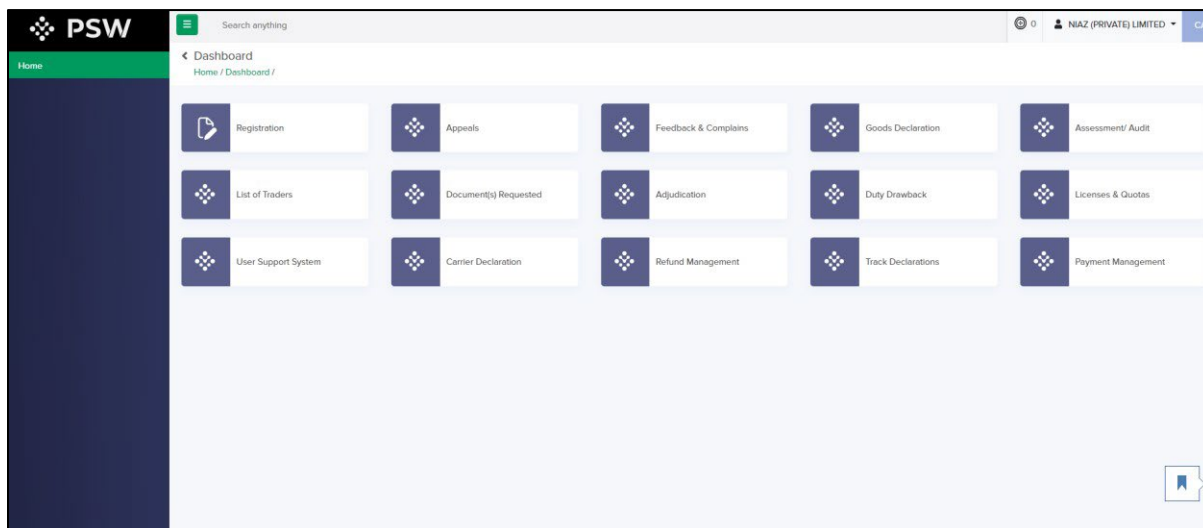 PSW
Search anything
0
NIAZ (PRIVATE) LIMITED
Home
Dashboard
Home / Dashboard /
Registration
Appeals
Feedback & Complains
Goods Declaration
Assessment/ Audit
List of Traders
Document(s) Requested
Adjudication
Duty Drawback
Licenses & Quotas
User Support System
Carrier Declaration
Refund Management
Track Declarations
Payment Management